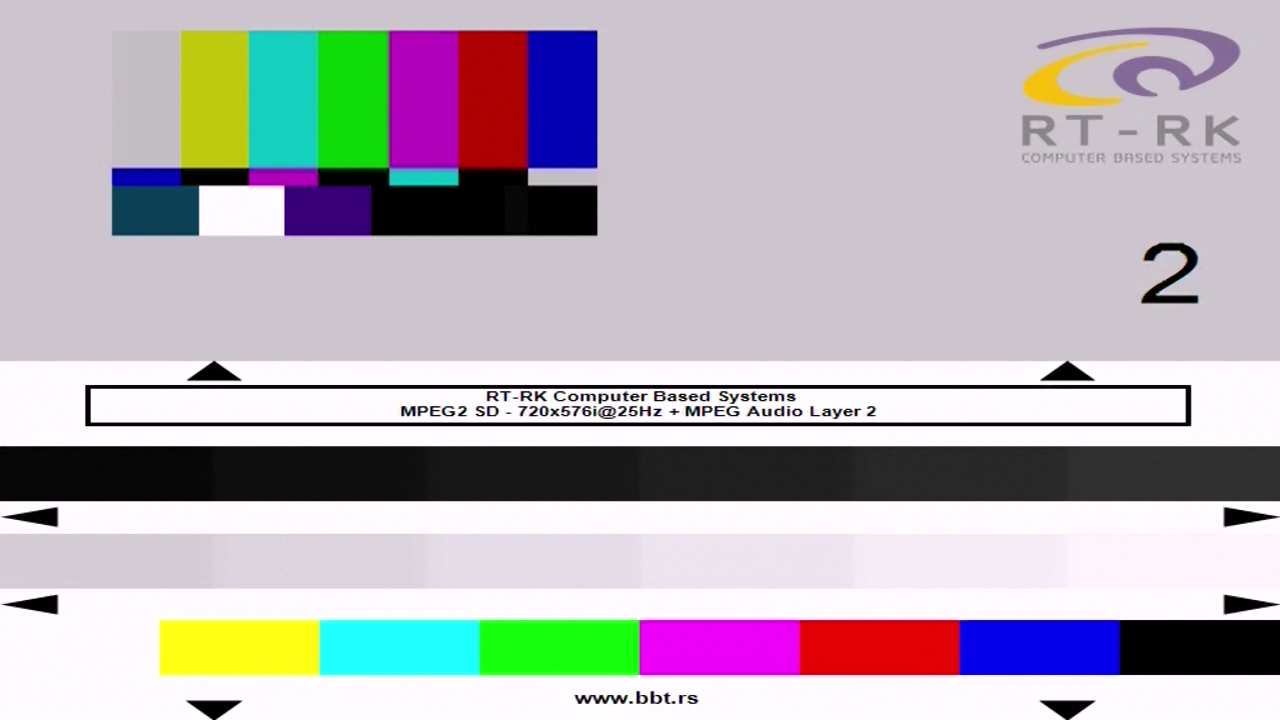 RT-RK
COMPUTER BASED SYSTEMS
2
RT-RK Computer Based Systems
MPEG2 SD - 720x576i@25Hz + MPEG Audio Layer 2
www.bbt.rs